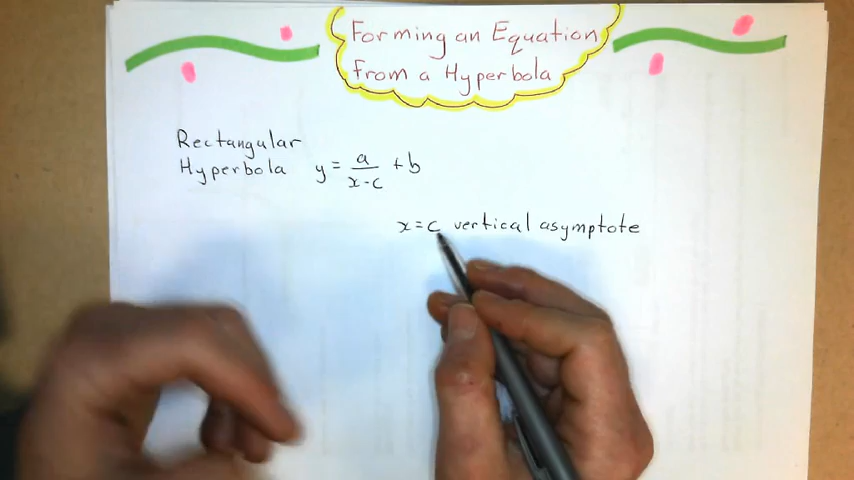 Forming an Equation
from a Hyperbola
Rectangular
Hyperbola y = a/(x-c) + b
x=c vertical asymptote